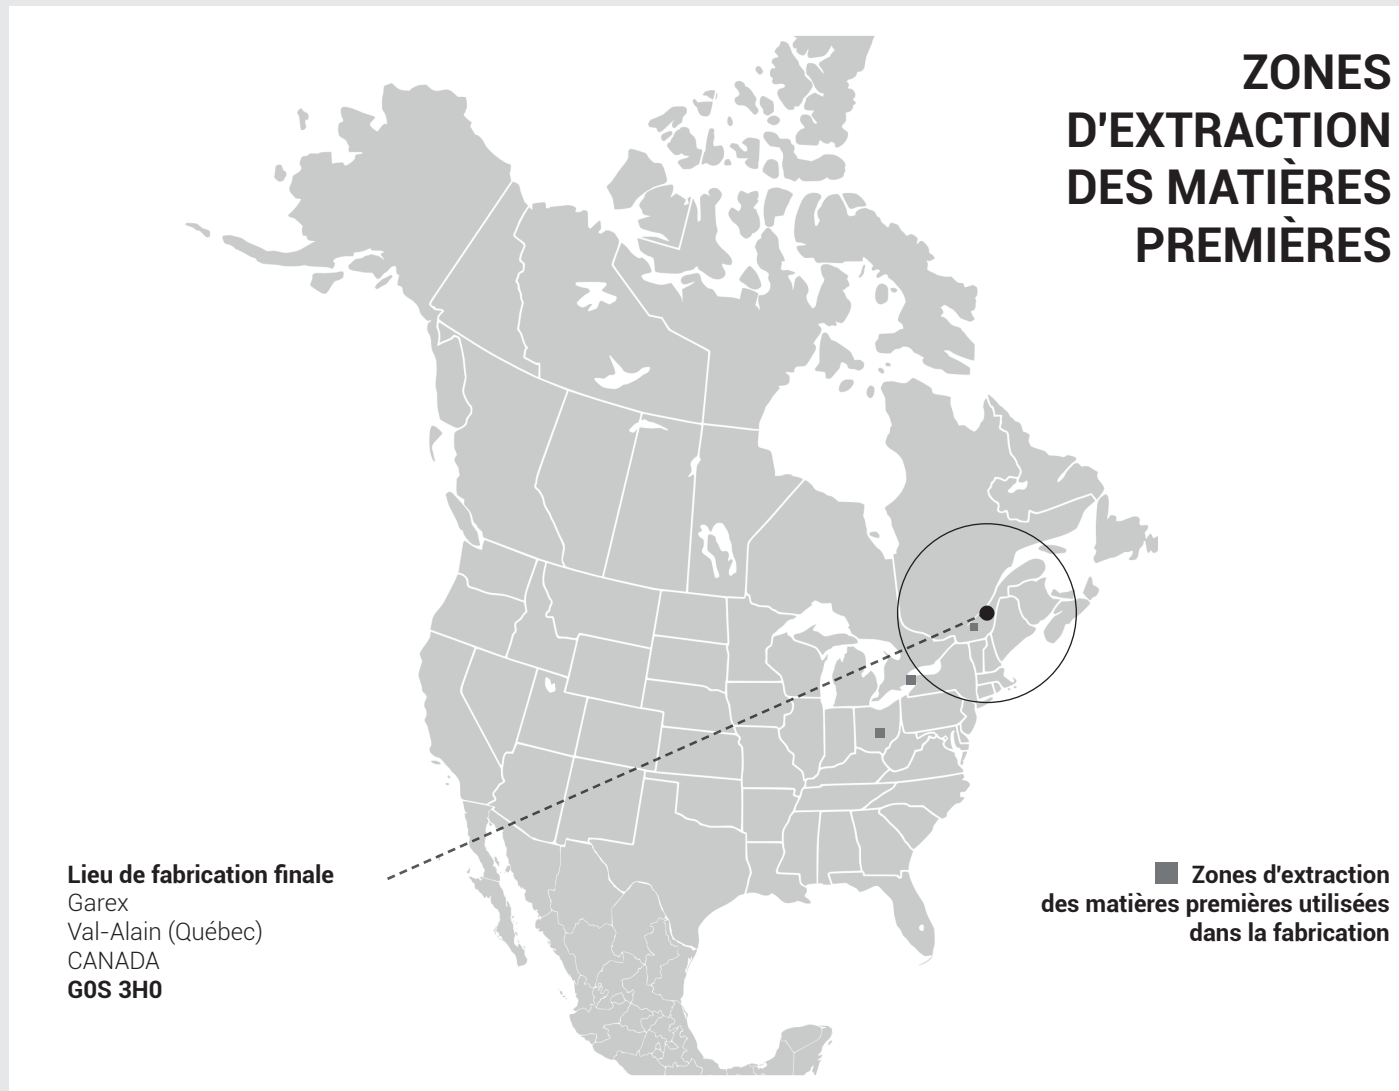 ZONES
D'EXTRACTION
DES MATIÈRES
PREMIÈRES
Lieu de fabrication finale
Garex
Val-Alain (Québec)
CANADA
G0S 3H0
Zones d'extraction
des matières premières utilisées
dans la fabrication